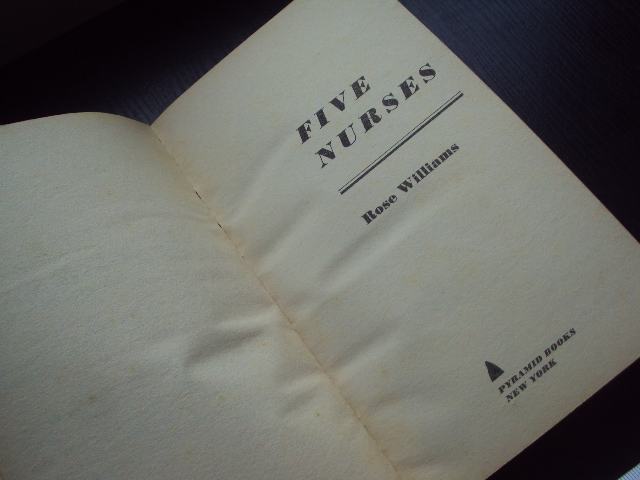 FIVE
NURSES
Rose Williams
PYRAMID BOOKS
NEW YORK